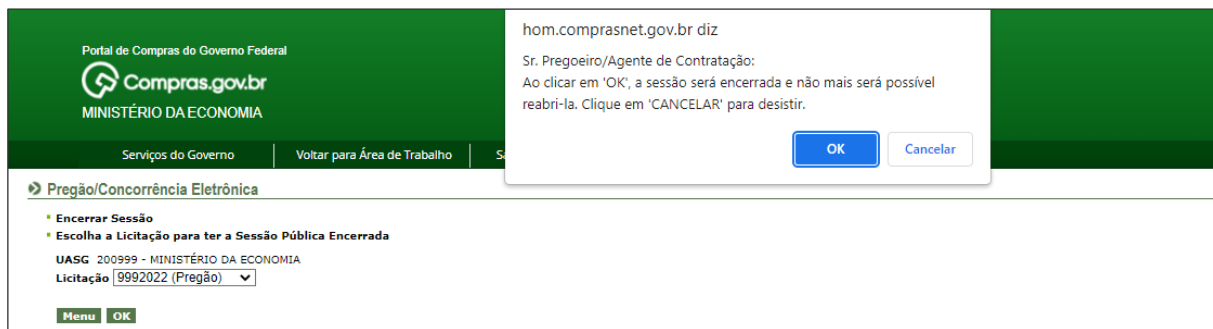 Portal de Compras do Governo Federal
Compras.gov.br
MINISTÉRIO DA ECONOMIA
hom.comprasnet.gov.br diz
Sr. Pregoeiro/Agente de Contratação:
Ao clicar em 'OK', a sessão será encerrada e não mais será possível
reabri-la. Clique em 'CANCELAR' para desistir.
OK Cancelar
Serviços do Governo Voltar para Área de Trabalho
Pregão/Concorrência Eletrônica
Encerrar Sessão
Escolha a Licitação para ter a Sessão Pública Encerrada
UASG 200999 - MINISTÉRIO DA ECONOMIA
Licitação 9992022 (Pregão)
Menu OK